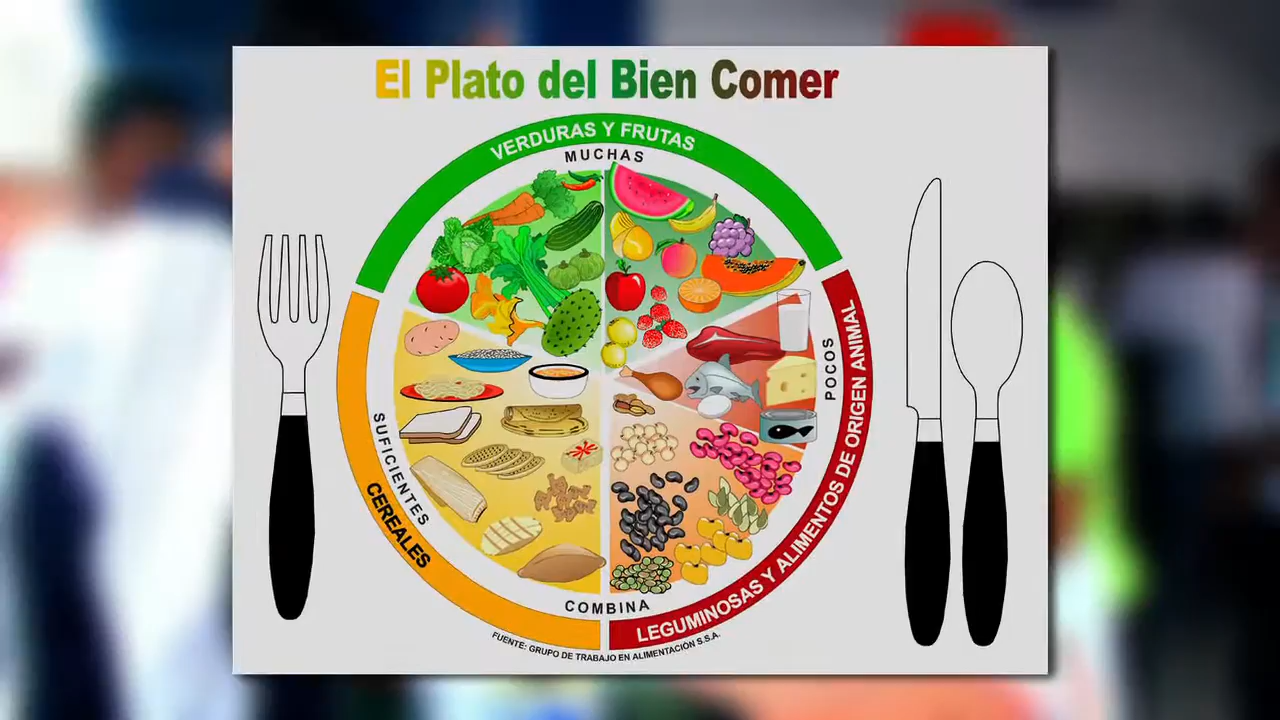 El Plato del Bien Comer
VERDURAS Y FRUTAS
MUCHAS
POCOS
LEGUMINOSAS Y ALIMENTOS DE ORIGEN ANIMAL
SUFICIENTES
CEREALES
COMBINA
FUENTE: GRUPO DE TRABAJO EN ALIMENTACIÓN S.S.A.